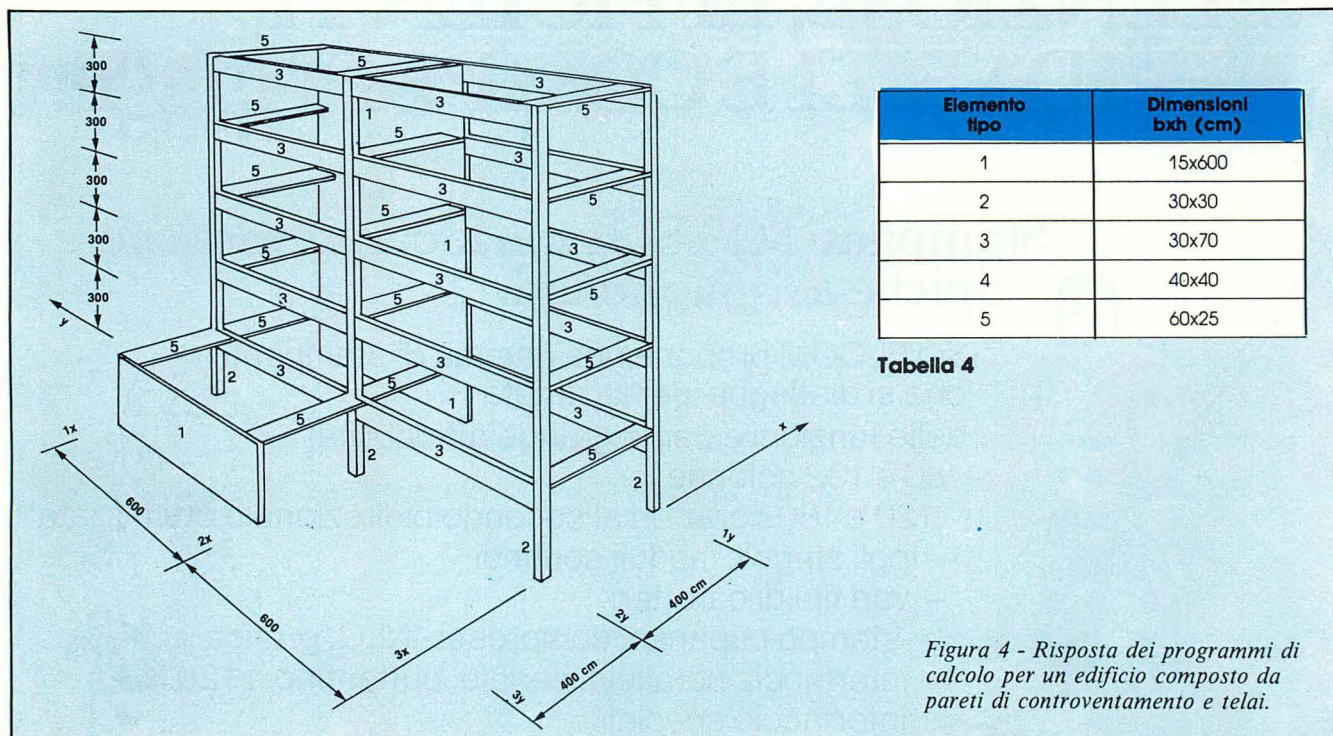 300
300
300
300
300
5
5
3
3
3
5
5
1
3
3
5
3
5
5
3
3
5
3
5
5
3
1
3
5
3
5
5
3
3
5
3
5
5
3
3
5
2
5
1
3
5
1
5
3
2
2
2
y
x
1x
600
2x
600
3x
1y
400 cm
2y
400 cm
3y
Elemento tipo Dimensioni bxh (cm)
1 15x600
2 30x30
3 30x70
4 40x40
5 60x25
Tabella 4
Figura 4 - Risposta dei programmi di
calcolo per un edificio composto da
pareti di controventamento e telai.